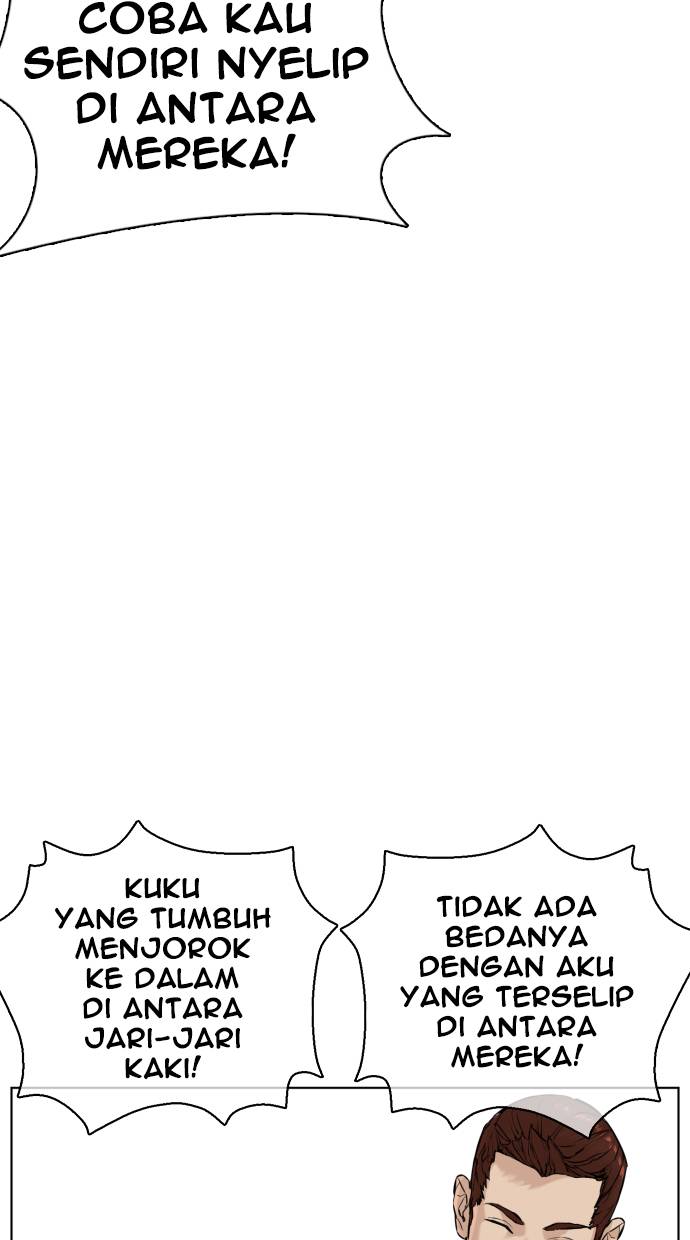 COBA KAU
SENDIRI NYELIP
DI ANTARA
MEREKA!
KUKU
YANG TUMBUH
MENJOROK
KE DALAM
DI ANTARA
JARI-JARI
KAKI!
TIDAK ADA
BEDANYA
DENGAN AKU
YANG TERSELIP
DI ANTARA
MEREKA!